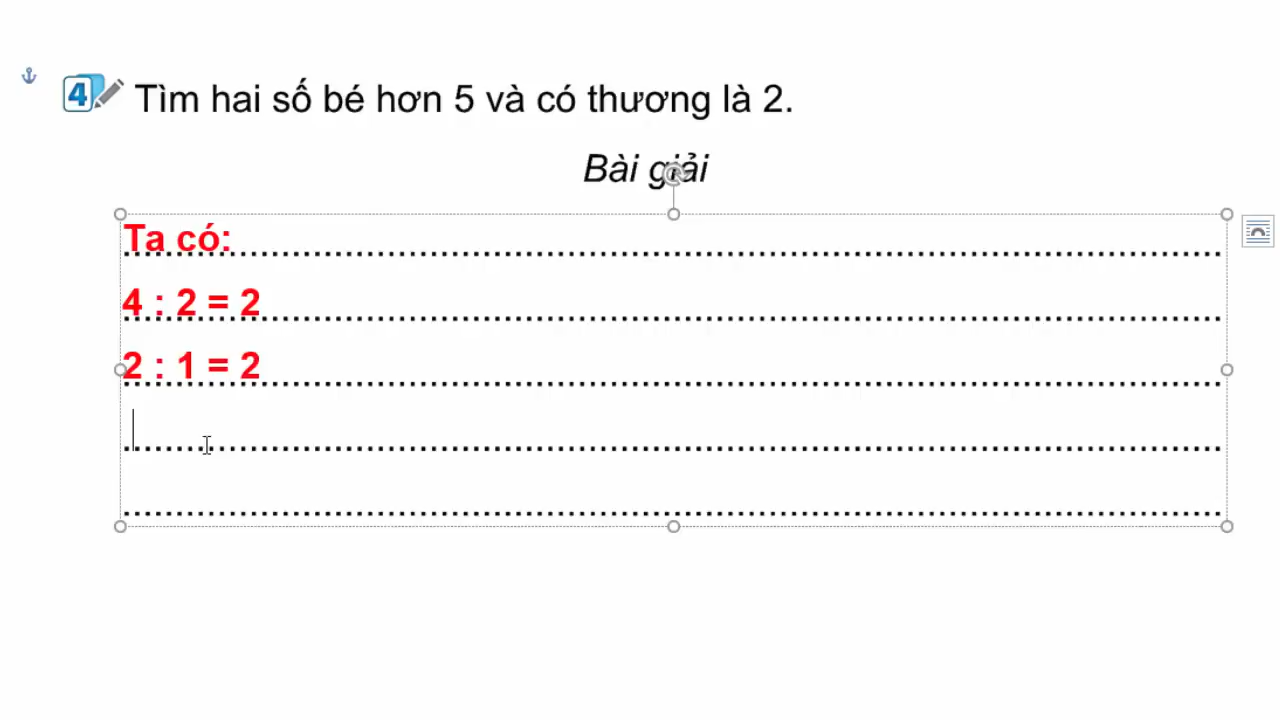 4 Tìm hai số bé hơn 5 và có thương là 2.
Bài giải
Ta có:
4 : 2 = 2
2 : 1 = 2